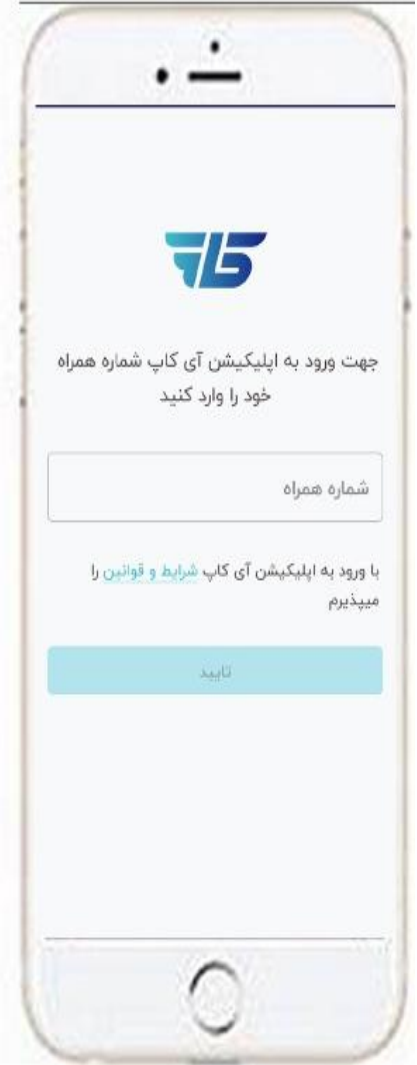 جهت ورود به اپلیکیشن آی کاپ شماره همراه
خود را وارد کنید
شماره همراه
با ورود به اپلیکیشن آی کاپ شرایط و قوانین را
میپذیرم
تایید